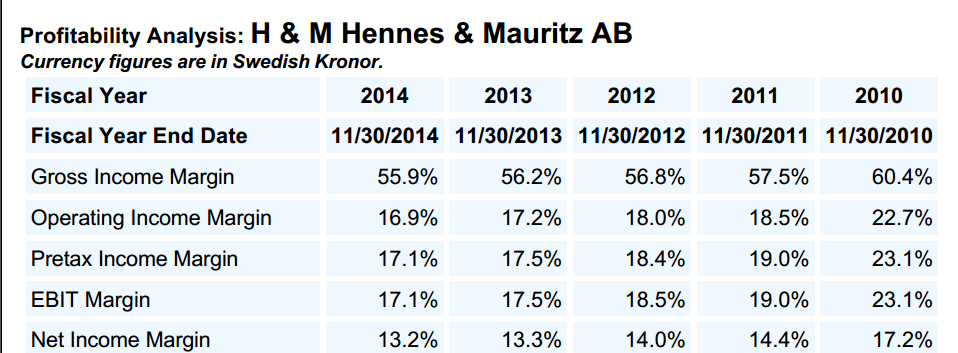 Profitability Analysis: H & M Hennes & Mauritz AB
Currency figures are in Swedish Kronor.
Fiscal Year 2014 2013 2012 2011 2010
Fiscal Year End Date 11/30/2014 11/30/2013 11/30/2012 11/30/2011 11/30/2010
Gross Income Margin 55.9% 56.2% 56.8% 57.5% 60.4%
Operating Income Margin 16.9% 17.2% 18.0% 18.5% 22.7%
Pretax Income Margin 17.1% 17.5% 18.4% 19.0% 23.1%
EBIT Margin 17.1% 17.5% 18.5% 19.0% 23.1%
Net Income Margin 13.2% 13.3% 14.0% 14.4% 17.2%